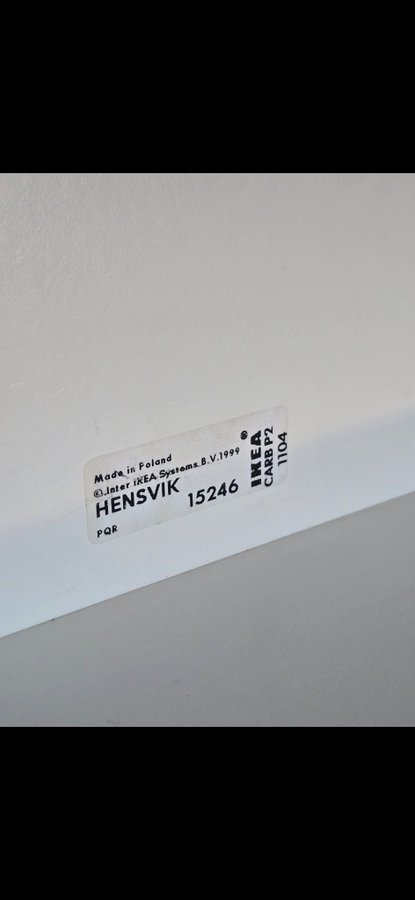 Made in Poland
©.Inter IKEA Systems B.V.1999
HENSVIK 15246
PQR
®
IKEA
CARB P2
1104